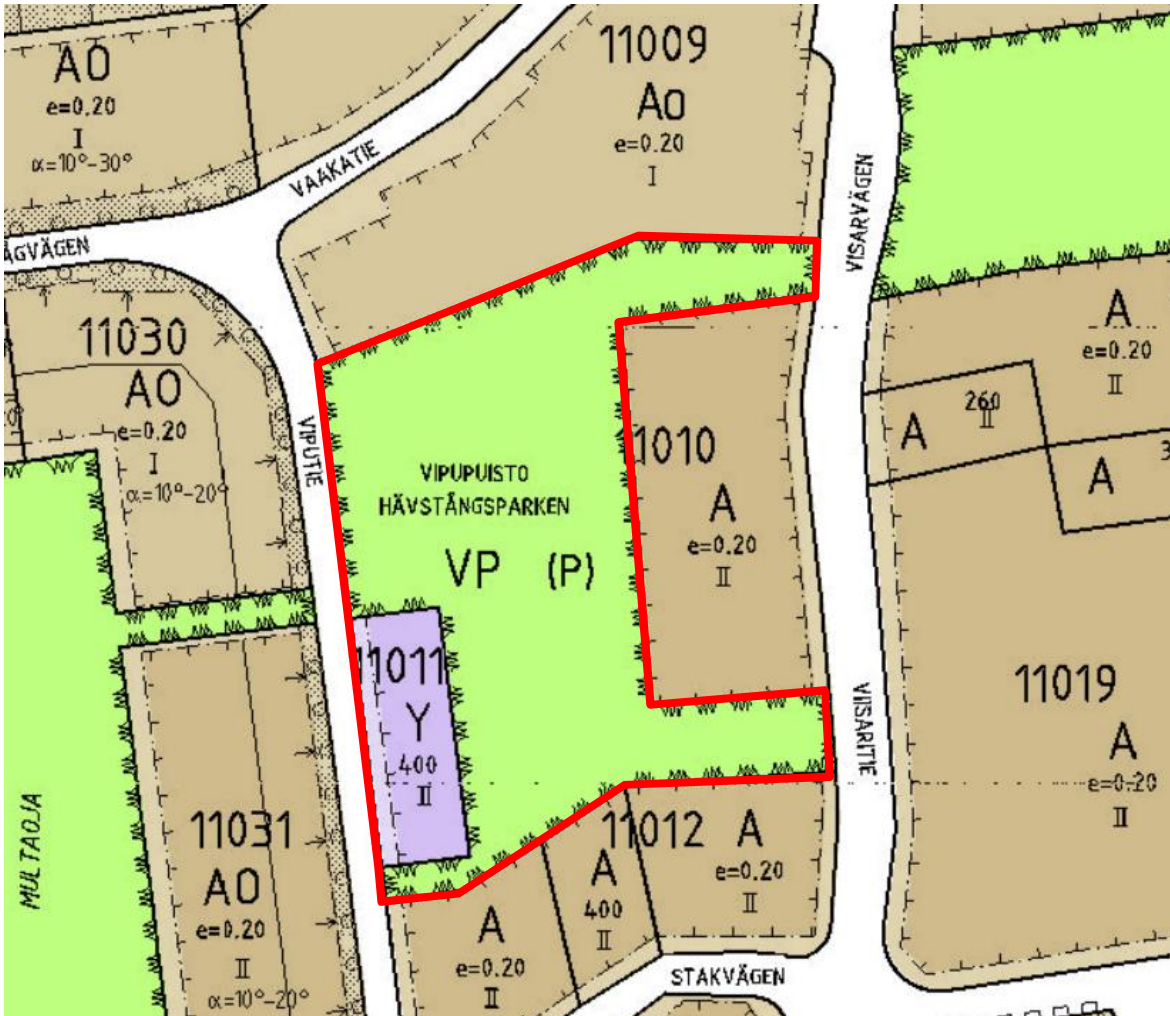 AO
e=0.20
I
α=10°-30°
11009
AO
e=0.20
I
VAAKATIE
VISARVÄGEN
ÅGVÄGEN
11030
AO
e=0.20
I
α=10°-20°
VIPUTIE
VIPUPUISTO
HÄVSTÅNGSPARKEN
VP (P)
1010
A
e=0.20
II
A
e=0.20
II
260
II
A
A
3
11011
Y
400
II
11019
A
e=0.20
II
VIISARITIE
MULTAOJA
11031
AO
e=0.20
II
α=10°-20°
11012
A
e=0.20
II
A
400
II
A
e=0.20
II
STAKVÄGEN